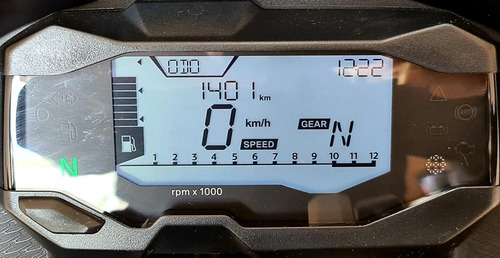 ODO 1222
1401 km
0 km/h GEAR N
SPEED
1 2 3 4 5 6 7 8 9 10 11 12
N
rpm x 1000